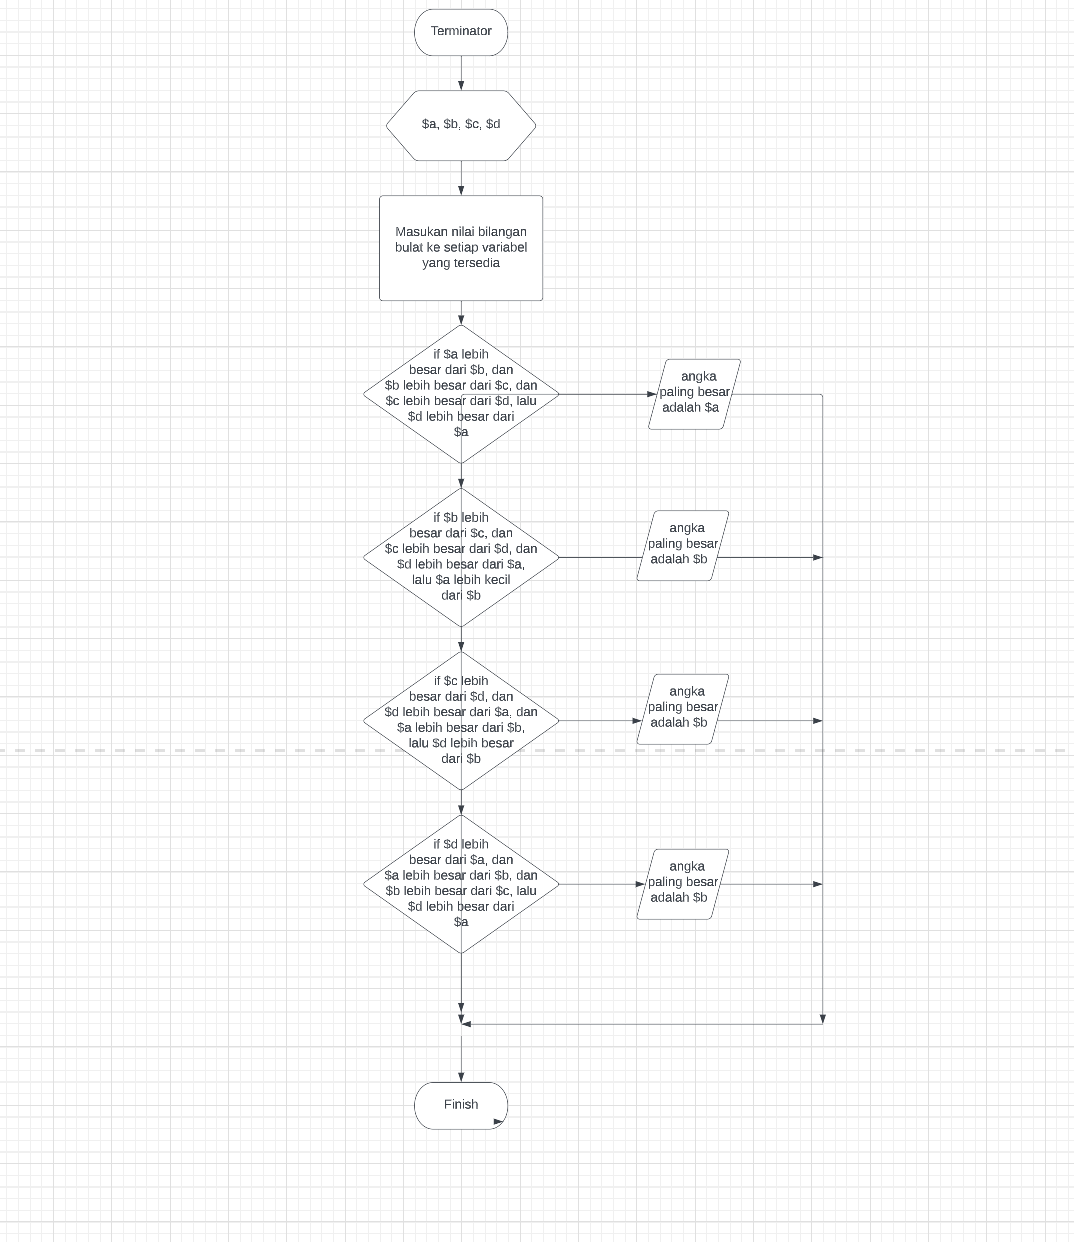 Terminator
$a, $b, $c, $d
Masukan nilai bilangan
bulat ke setiap variabel
yang tersedia
if $a lebih
besar dari $b, dan
$b lebih besar dari $c, dan
$c lebih besar dari $d, lalu
$d lebih besar dari
$a
angka
paling besar
adalah $a
if $b lebih
besar dari $c, dan
$c lebih besar dari $d, dan
$d lebih besar dari $a,
lalu $a lebih kecil
dari $b
angka
paling besar
adalah $b
if $c lebih
besar dari $d, dan
$d lebih besar dari $a, dan
$a lebih besar dari $b,
lalu $d lebih besar
dari $b
angka
paling besar
adalah $b
if $d lebih
besar dari $a, dan
$a lebih besar dari $b, dan
$b lebih besar dari $c, lalu
$d lebih besar dari
$a
angka
paling besar
adalah $b
Finish